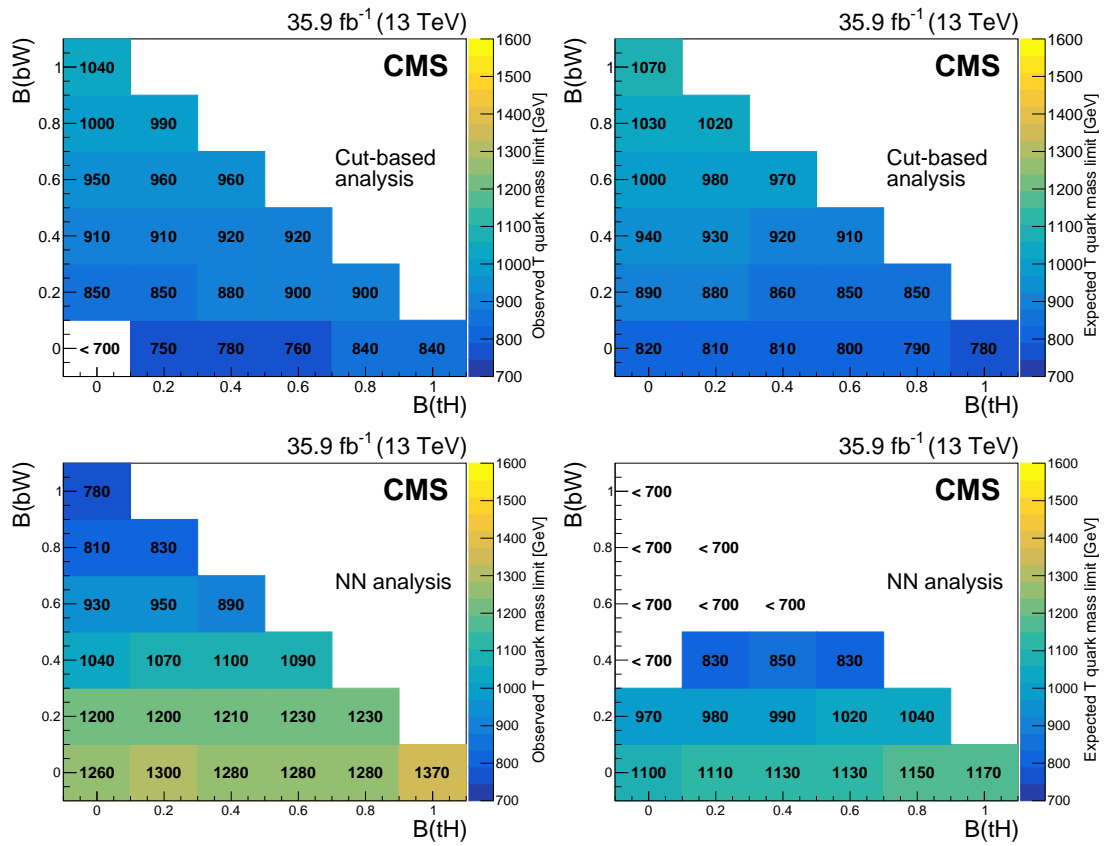 35.9 fb⁻¹ (13 TeV)
CMS
Cut-based
analysis
B(bW)
1
0.8
0.6
0.4
0.2
0
1040
1000 990
950 960 960
910 910 920 920
850 850 880 900 900
< 700 750 780 760 840 840
0 0.2 0.4 0.6 0.8 1
B(tH)
1600
1500
1400
1300
1200
1100
1000
900
800
700
Observed T quark mass limit [GeV]
35.9 fb⁻¹ (13 TeV)
CMS
Cut-based
analysis
B(bW)
1
0.8
0.6
0.4
0.2
0
1070
1030 1020
1000 980 970
940 930 920 910
890 880 860 850 850
820 810 810 800 790 780
0 0.2 0.4 0.6 0.8 1
B(tH)
1600
1500
1400
1300
1200
1100
1000
900
800
700
Expected T quark mass limit [GeV]
35.9 fb⁻¹ (13 TeV)
CMS
NN analysis
B(bW)
1
0.8
0.6
0.4
0.2
0
780
810 830
930 950 890
1040 1070 1100 1090
1200 1200 1210 1230 1230
1260 1300 1280 1280 1280 1370
0 0.2 0.4 0.6 0.8 1
B(tH)
1600
1500
1400
1300
1200
1100
1000
900
800
700
Observed T quark mass limit [GeV]
35.9 fb⁻¹ (13 TeV)
CMS
NN analysis
B(bW)
1
0.8
0.6
0.4
0.2
0
< 700
< 700 < 700
< 700 < 700 < 700
< 700 830 850 830
970 980 990 1020 1040
1100 1110 1130 1130 1150 1170
0 0.2 0.4 0.6 0.8 1
B(tH)
1600
1500
1400
1300
1200
1100
1000
900
800
700
Expected T quark mass limit [GeV]